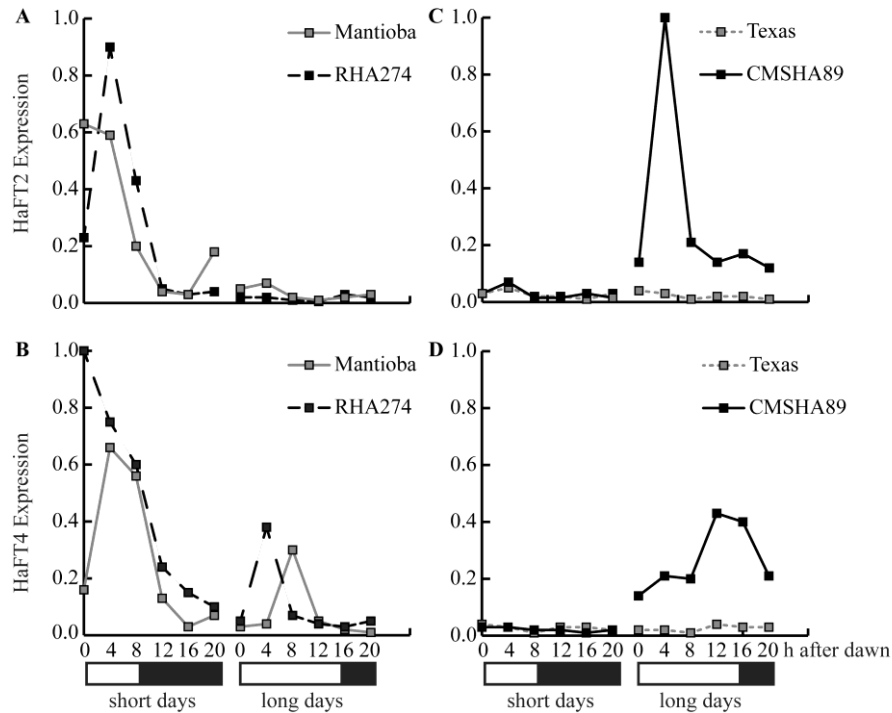 A
1.0
0.8
0.6
0.4
0.2
0.0
HaFT2 Expression
Mantioba
RHA274
C
1.0
0.8
0.6
0.4
0.2
0.0
Texas
CMSHA89
B
1.0
0.8
0.6
0.4
0.2
0.0
HaFT4 Expression
Mantioba
RHA274
0 4 8 12 16 20 0 4 8 12 16 20
short days long days
D
1.0
0.8
0.6
0.4
0.2
0.0
Texas
CMSHA89
0 4 8 12 16 20 0 4 8 12 16 20 h after dawn
short days long days